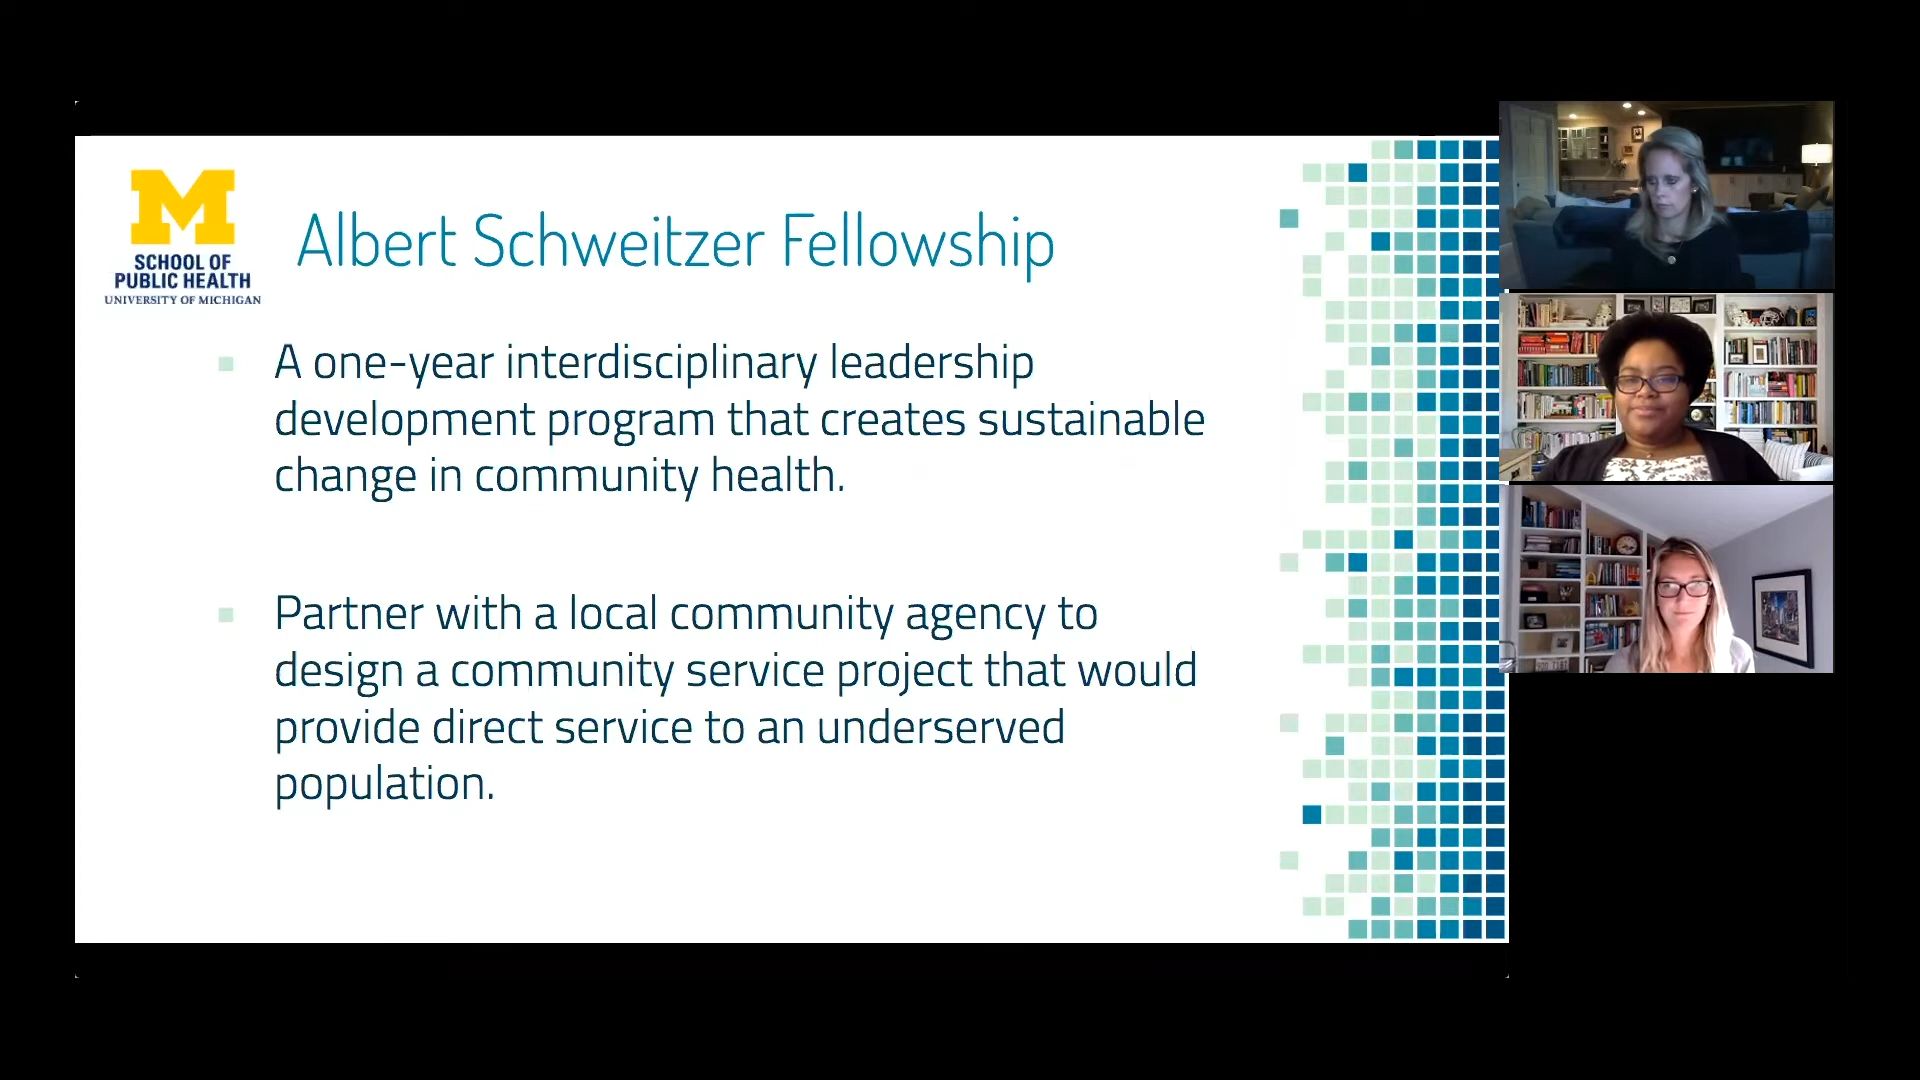 M
SCHOOL OF
PUBLIC HEALTH
UNIVERSITY OF MICHIGAN
Albert Schweitzer Fellowship
A one-year interdisciplinary leadership
development program that creates sustainable
change in community health.
Partner with a local community agency to
design a community service project that would
provide direct service to an underserved
population.